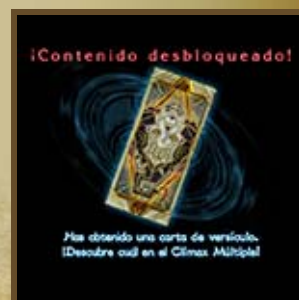 ¡Contenido desbloqueado!
¡Has obtenido una carta de versículo.
¡Descubre cuál en el Clímax Múltiple!